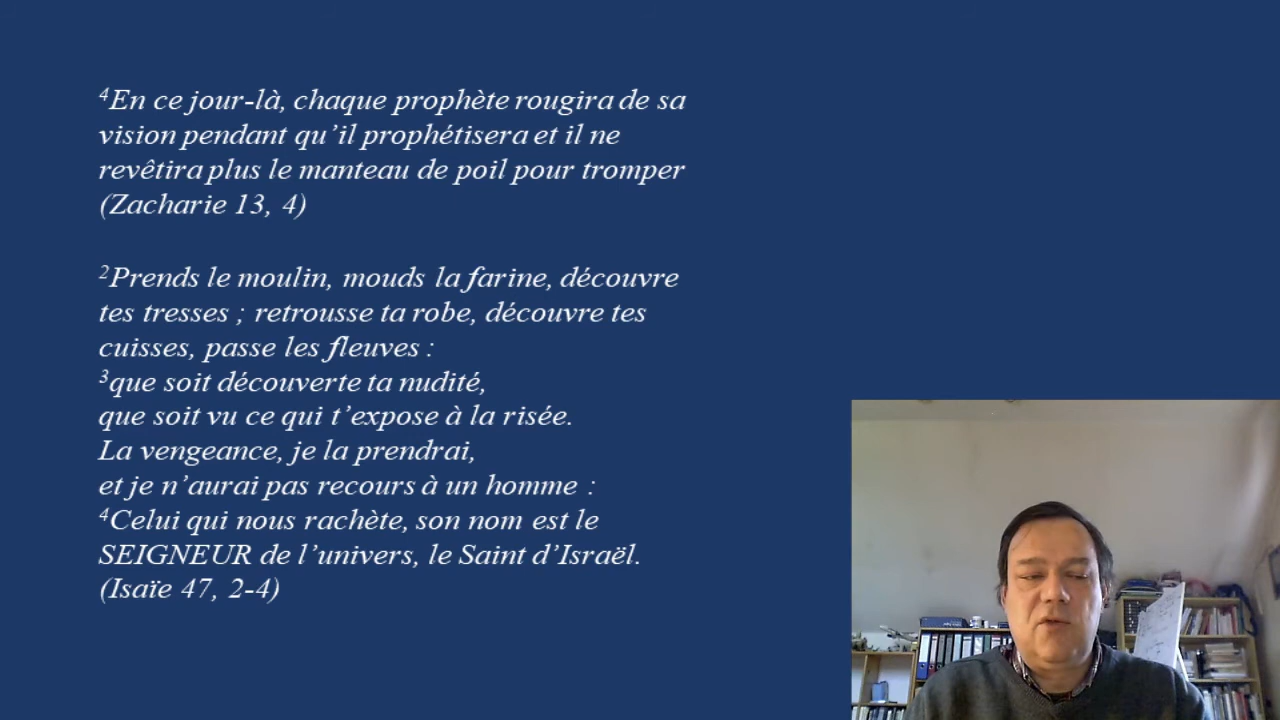 ⁴En ce jour-là, chaque prophète rougira de sa
vision pendant qu’il prophétisera et il ne
revêtira plus le manteau de poil pour tromper
(Zacharie 13, 4)
²Prends le moulin, mouds la farine, découvre
tes tresses ; retrousse ta robe, découvre tes
cuisses, passe les fleuves :
³que soit découverte ta nudité,
que soit vu ce qui t’expose à la risée.
La vengeance, je la prendrai,
et je n’aurai pas recours à un homme :
⁴Celui qui nous rachète, son nom est le
SEIGNEUR de l’univers, le Saint d’Israël.
(Isaïe 47, 2-4)